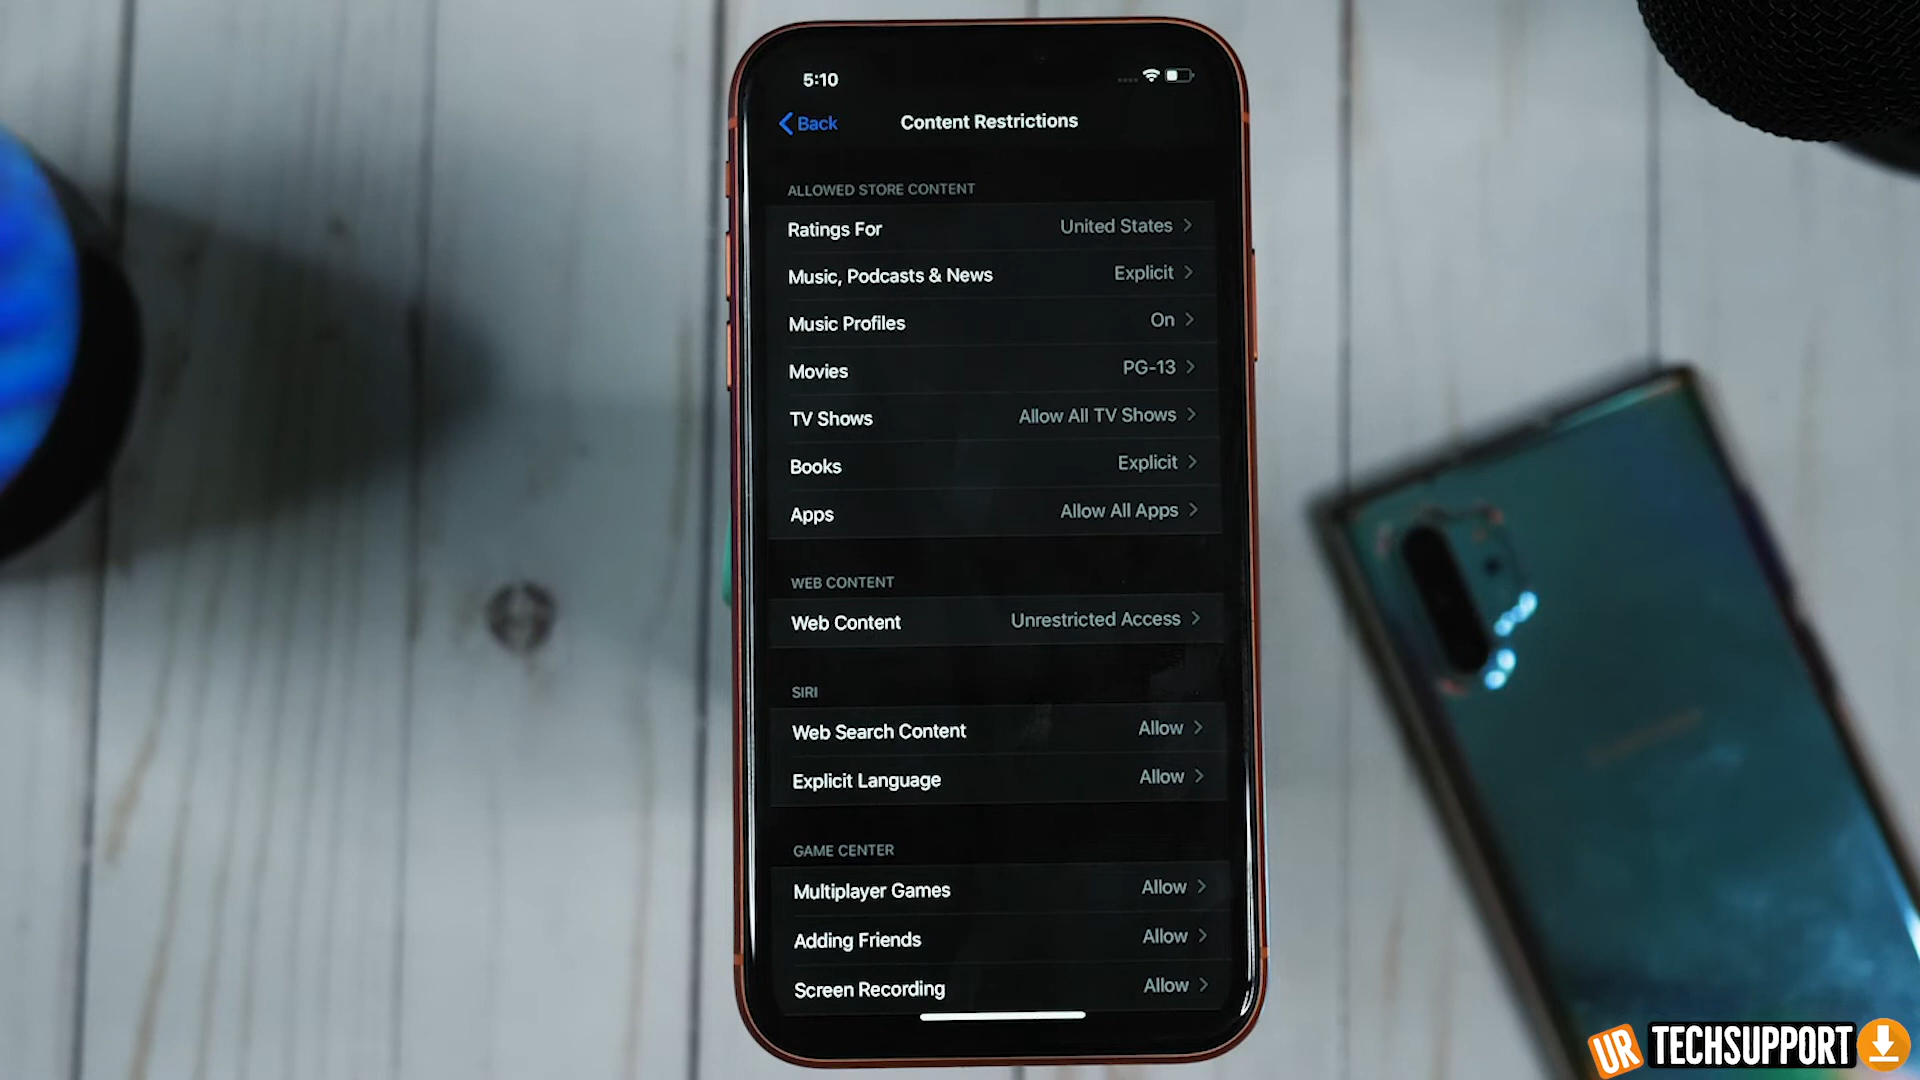 5:10
Back
Content Restrictions
ALLOWED STORE CONTENT
Ratings For United States
Music, Podcasts & News Explicit
Music Profiles On
Movies PG-13
TV Shows Allow All TV Shows
Books Explicit
Apps Allow All Apps
WEB CONTENT
Web Content Unrestricted Access
SIRI
Web Search Content Allow
Explicit Language Allow
GAME CENTER
Multiplayer Games Allow
Adding Friends Allow
Screen Recording Allow
UR TECHSUPPORT